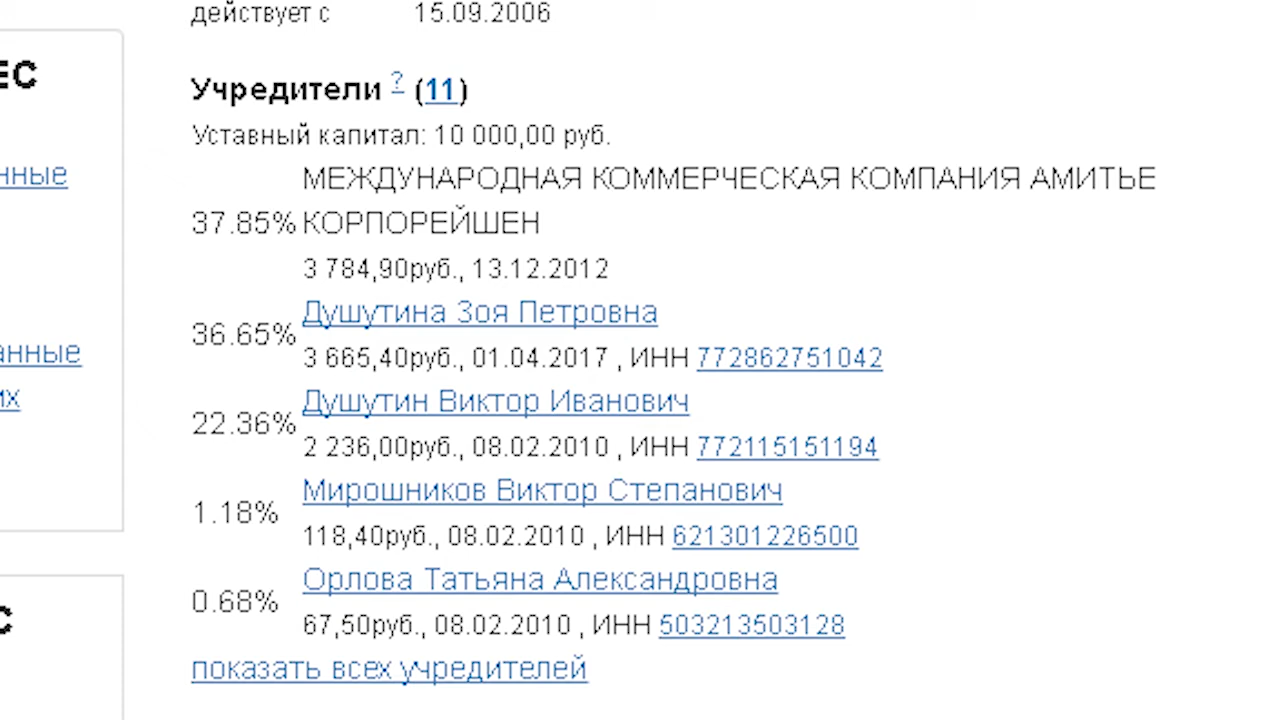 действует с 15.09.2006
ЕС
Учредители ? (11)
Уставный капитал: 10 000,00 руб.
нные
МЕЖДУНАРОДНАЯ КОММЕРЧЕСКАЯ КОМПАНИЯ АМИТЬЕ
37.85% КОРПОРЕЙШЕН
3 784,90руб., 13.12.2012
Душутина Зоя Петровна
36.65%
анные
3 665,40руб., 01.04.2017 , ИНН 772862751042
их
Душутин Виктор Иванович
22.36%
2 236,00руб., 08.02.2010 , ИНН 772115151194
Мирошников Виктор Степанович
1.18%
118,40руб., 08.02.2010 , ИНН 621301226500
Орлова Татьяна Александровна
0.68%
С
67,50руб., 08.02.2010 , ИНН 503213503128
показать всех учредителей